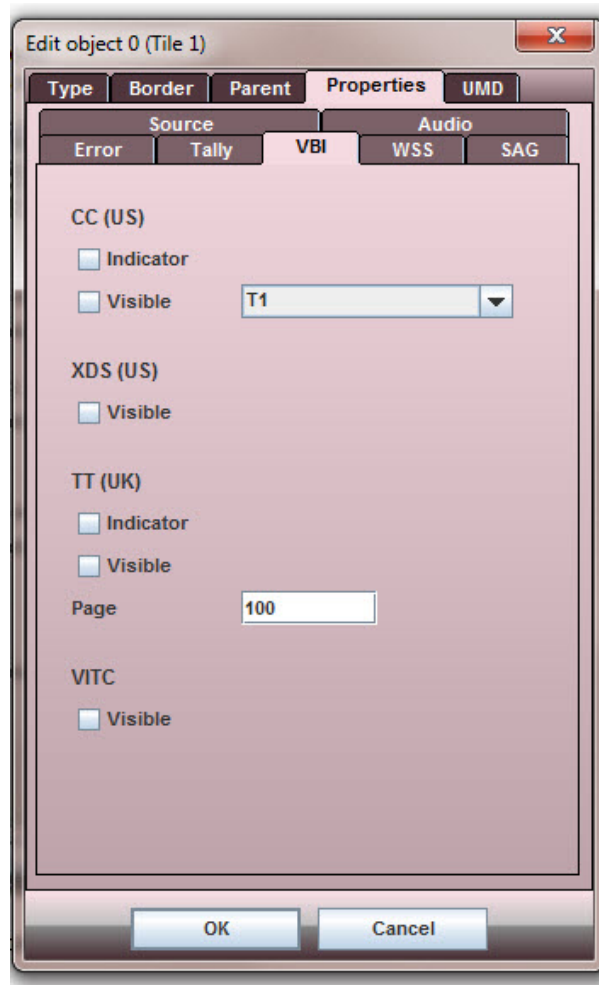 Edit object 0 (Tile 1)
Type Border Parent Properties UMD
Source Audio
Error Tally VBI WSS SAG
CC (US)
Indicator
Visible T1
XDS (US)
Visible
TT (UK)
Indicator
Visible
Page 100
VITC
Visible
OK Cancel